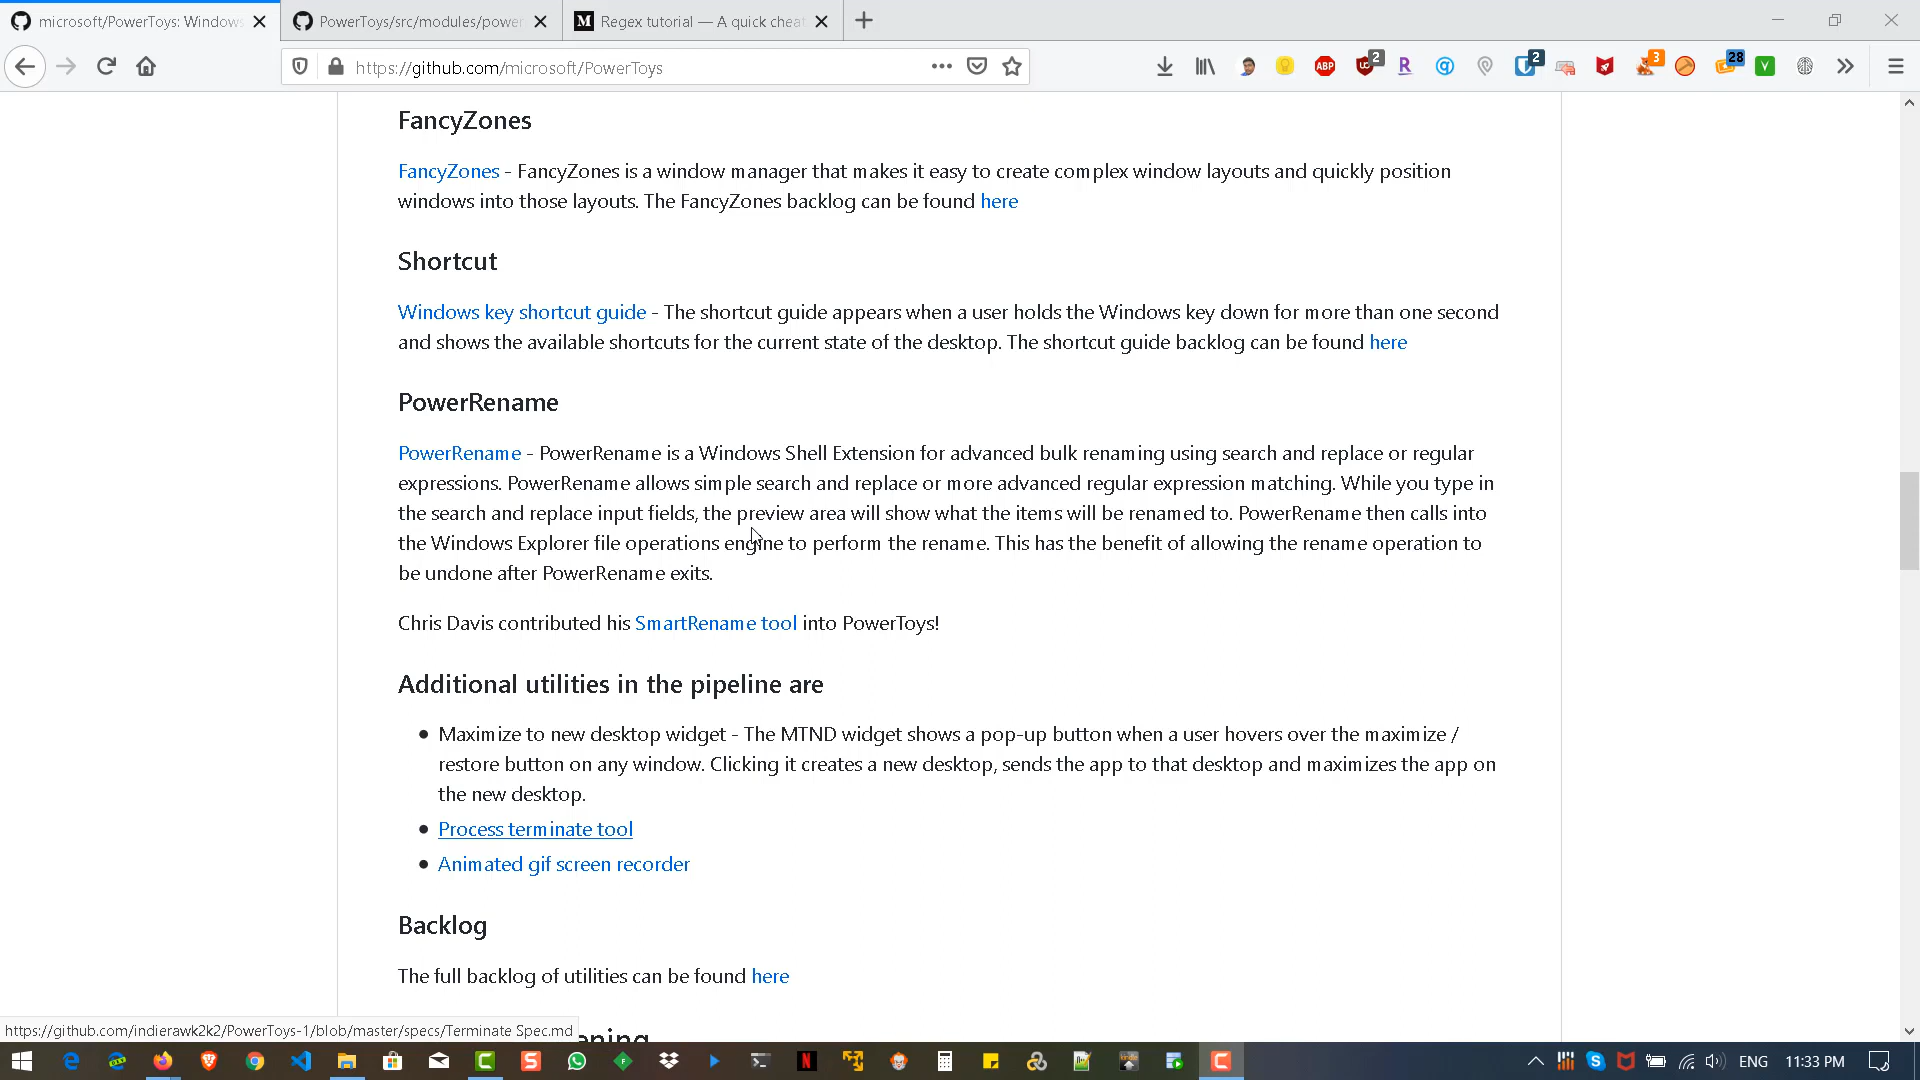 microsoft/PowerToys: Windows
PowerToys/src/modules/power
Regex tutorial — A quick cheat
https://github.com/microsoft/PowerToys
ABP
2
2
3
28
FancyZones
FancyZones - FancyZones is a window manager that makes it easy to create complex window layouts and quickly position
windows into those layouts. The FancyZones backlog can be found here
Shortcut
Windows key shortcut guide - The shortcut guide appears when a user holds the Windows key down for more than one second
and shows the available shortcuts for the current state of the desktop. The shortcut guide backlog can be found here
PowerRename
PowerRename - PowerRename is a Windows Shell Extension for advanced bulk renaming using search and replace or regular
expressions. PowerRename allows simple search and replace or more advanced regular expression matching. While you type in
the search and replace input fields, the preview area will show what the items will be renamed to. PowerRename then calls into
the Windows Explorer file operations engine to perform the rename. This has the benefit of allowing the rename operation to
be undone after PowerRename exits.
Chris Davis contributed his SmartRename tool into PowerToys!
Additional utilities in the pipeline are
Maximize to new desktop widget - The MTND widget shows a pop-up button when a user hovers over the maximize /
restore button on any window. Clicking it creates a new desktop, sends the app to that desktop and maximizes the app on
the new desktop.
Process terminate tool
Animated gif screen recorder
Backlog
The full backlog of utilities can be found here
https://github.com/indierawk2k2/PowerToys-1/blob/master/specs/Terminate Spec.md
ENG
11:33 PM